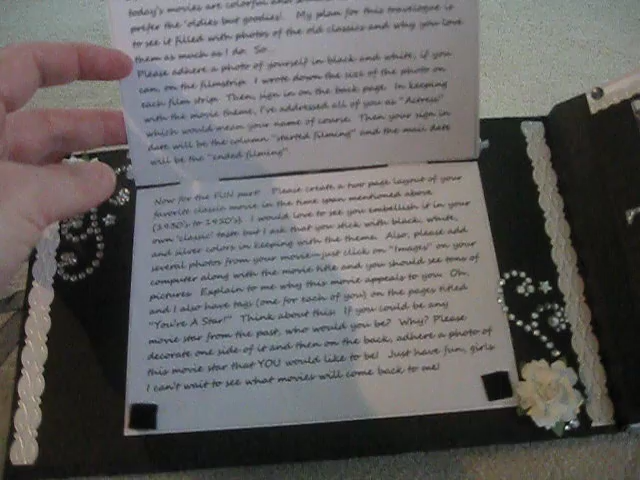 today's movies are colorful and
prefer the "oldies but goodies". My plan for this travelogue is
to see it filled with photos of the old classics and why you love
them as much as I do. So...
Please adhere a photo of yourself in black and white, if you
can, on the filmstrip. I wrote down the size of the photo on
each film strip. Then, sign in on the back page. In keeping
with the movie theme, I've addressed all of you as "Actress"
which would mean your name of course. Then your sign in
date will be the column "started filming" and the mail date
will be the "ended filming".
Now for the FUN part! Please create a two page layout of your
favorite classic movie in the time span mentioned above
(1930's to 1950's). I would love to see you embellish it in your
own "classic" taste but I ask that you stick with black, white,
and silver colors in keeping with the theme. Also, please add
several photos from your movie--just click on "Images" on your
computer along with the movie title and you should see tons of
pictures. Explain to me why this movie appeals to you. Oh,
and I also have tags (one for each of you) on the pages titled
"You're A Star!" Think about this: If you could be any
movie star from the past, who would you be? Why? Please
decorate one side of it and then on the back, adhere a photo of
this movie star that YOU would like to be! Just have fun, girls
I can't wait to see what movies will come back to me!